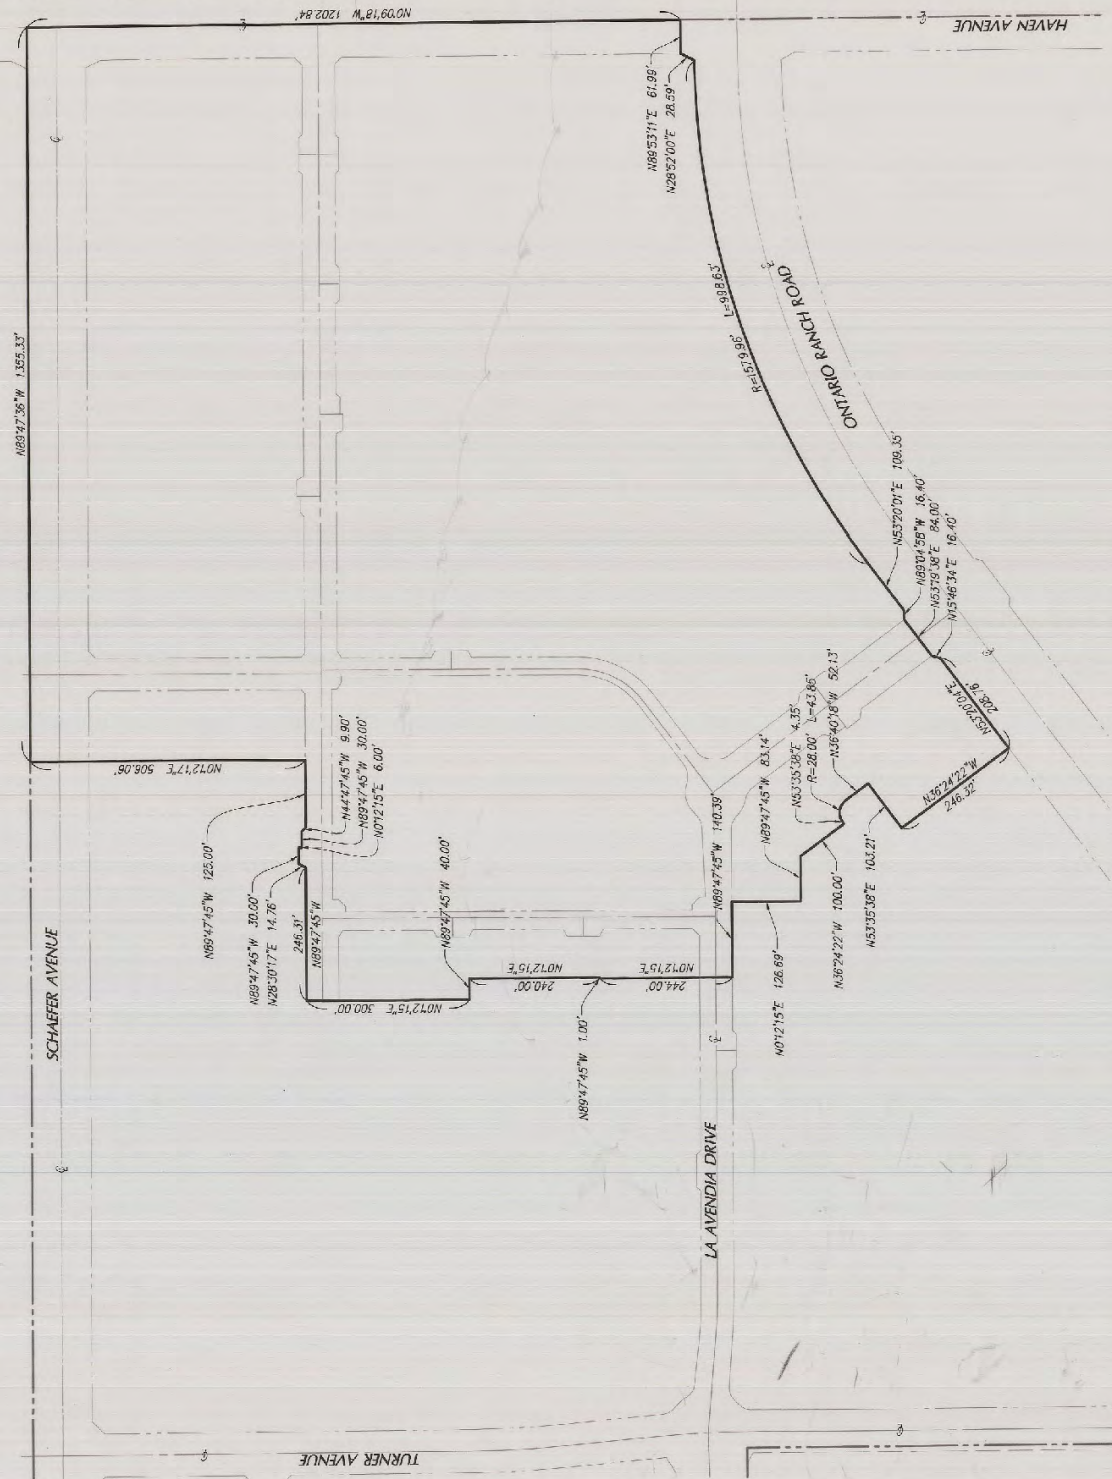 N0°09'18"W 1202.84'
HAVEN AVENUE
N89°53'11"E 61.99'
N28°52'00"E 28.59'
N89°47'36"W 1355.33'
R=1579.96' L=998.63'
ONTARIO RANCH ROAD
N53°20'01"E 109.35'
N89°04'58"W 16.40'
N53°19'38"E 84.00'
N15°46'34"E 16.40'
N53°20'04"E
208.76'
N36°24'22"W
246.32'
N53°35'38"E 103.21'
N36°40'18"W 52.13'
R=28.00' L=43.86'
N53°35'38"E 4.35'
N36°24'22"W 100.00'
N89°47'45"W 83.14'
N0°12'15"E 126.69'
N89°47'45"W 140.39'
N0°12'17"E 506.06'
N89°47'45"W 125.00'
N44°47'45"W 9.90'
N89°47'45"W 30.00'
N0°12'15"E 6.00'
N89°47'45"W 30.00'
N28°30'17"E 14.76'
246.31'
N89°47'45"W
N0°12'15"E 300.00'
N89°47'45"W 40.00'
N0°12'15"E
240.00'
N89°47'45"W 1.00'
N0°12'15"E
244.00'
SCHAEFER AVENUE
LA AVENDIA DRIVE
TURNER AVENUE